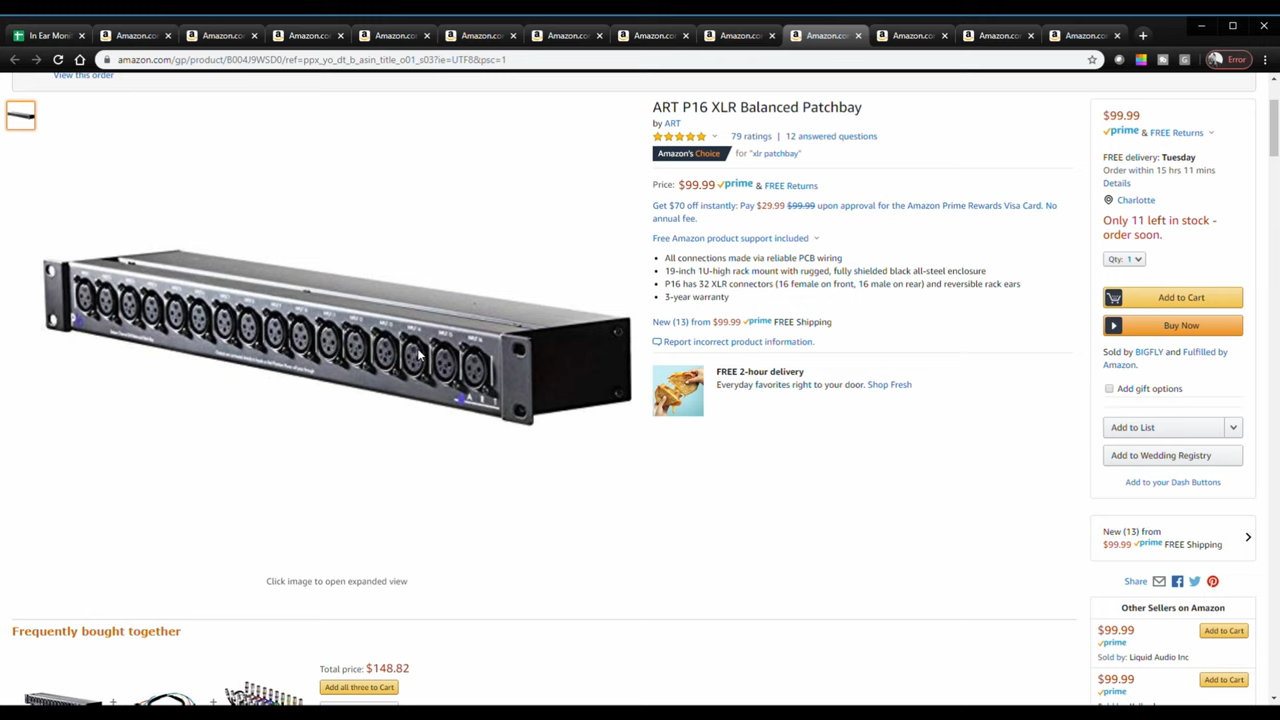 In Ear Moni
Amazon.co
Amazon.co
Amazon.co
Amazon.co
Amazon.co
Amazon.co
Amazon.co
Amazon.co
Amazon.co
Amazon.co
Amazon.co
Amazon.co
amazon.com/gp/product/B004J9WSD0/ref=ppx_yo_dt_b_asin_title_o01_s03?ie=UTF8&psc=1
Error
View this order
ART P16 XLR Balanced Patchbay
by ART
79 ratings | 12 answered questions
Amazon's Choice for "xlr patchbay"
Price: $99.99 prime & FREE Returns
Get $70 off instantly: Pay $29.99 $99.99 upon approval for the Amazon Prime Rewards Visa Card. No
annual fee.
Free Amazon product support included
• All connections made via reliable PCB wiring
• 19-inch 1U-high rack mount with rugged, fully shielded black all-steel enclosure
• P16 has 32 XLR connectors (16 female on front, 16 male on rear) and reversible rack ears
• 3-year warranty
New (13) from $99.99 prime FREE Shipping
Report incorrect product information.
FREE 2-hour delivery
Everyday favorites right to your door. Shop Fresh
Click image to open expanded view
Frequently bought together
Total price: $148.82
Add all three to Cart
$99.99
prime & FREE Returns
FREE delivery: Tuesday
Order within 15 hrs 11 mins
Details
Charlotte
Only 11 left in stock -
order soon.
Qty: 1
Add to Cart
Buy Now
Sold by BIGFLY and Fulfilled by
Amazon.
Add gift options
Add to List
Add to Wedding Registry
Add to your Dash Buttons
New (13) from
$99.99 prime FREE Shipping
Share
Other Sellers on Amazon
$99.99
Add to Cart
prime
Sold by: Liquid Audio Inc
$99.99
Add to Cart
prime